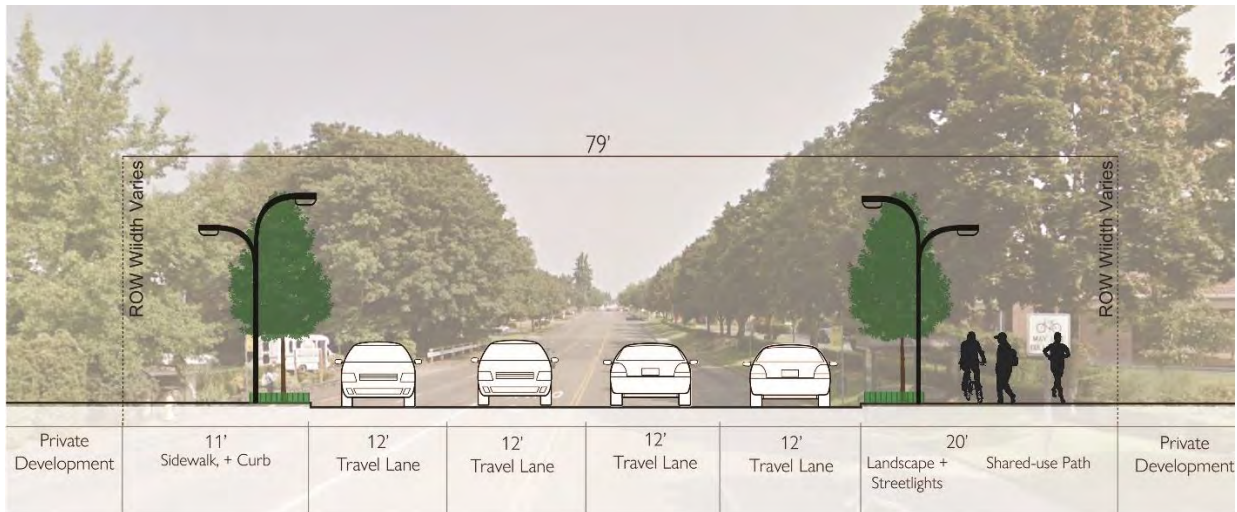 79'
ROW Wiidth Varies
ROW Wiidth Varies
Private
Development
11'
Sidewalk, + Curb
12'
Travel Lane
12'
Travel Lane
12'
Travel Lane
12'
Travel Lane
20'
Landscape +
Streetlights
Shared-use Path
Private
Development